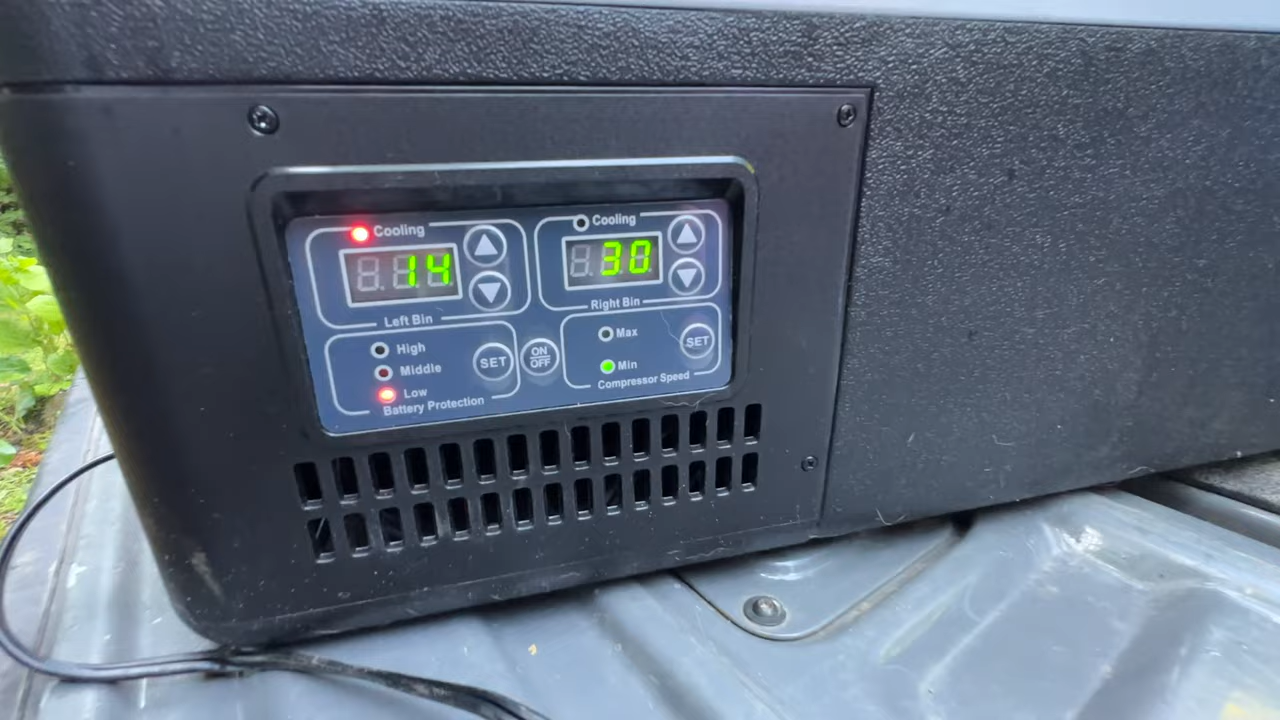 Cooling
14
Left Bin
Cooling
30
Right Bin
High
Middle
Low
SET
Battery Protection
ON
OFF
Max
Min
SET
Compressor Speed